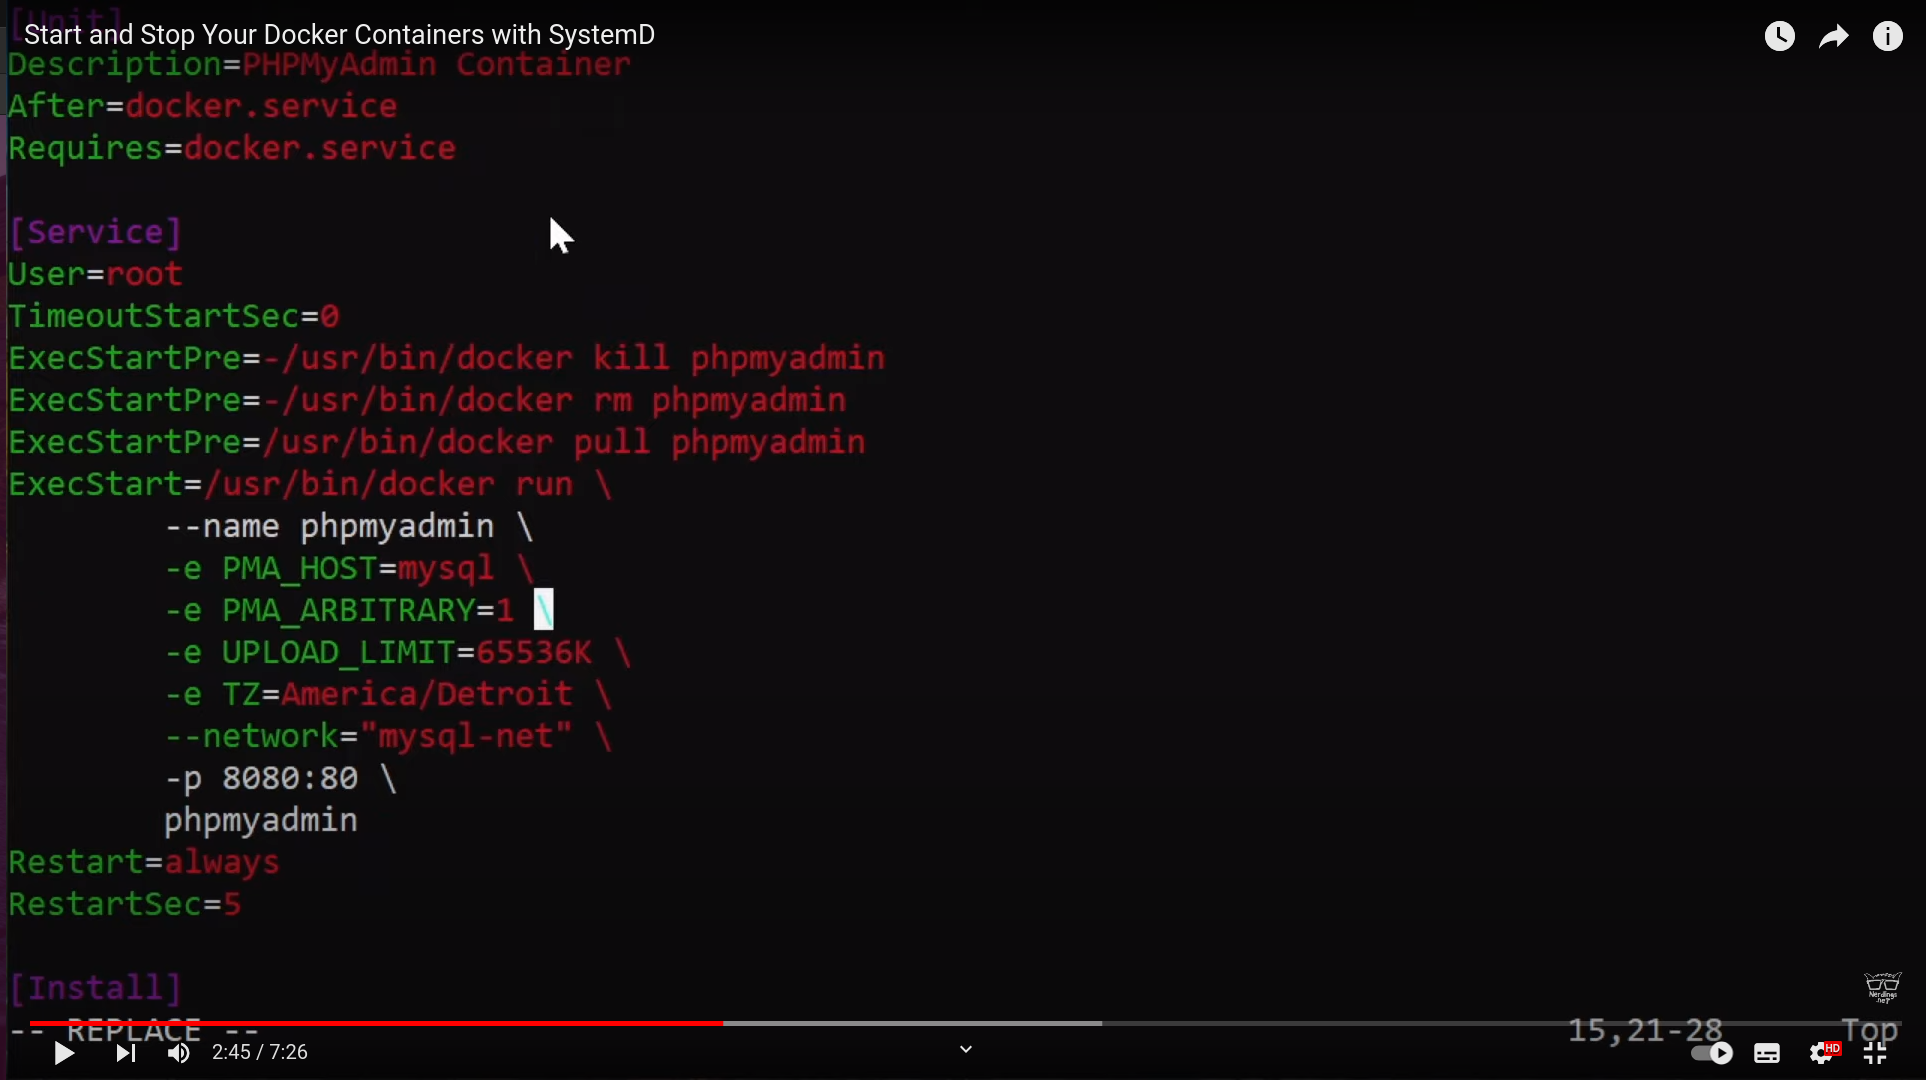 [Unit]
Start and Stop Your Docker Containers with SystemD
Description=PHPMyAdmin Container
After=docker.service
Requires=docker.service
[Service]
User=root
TimeoutStartSec=0
ExecStartPre=-/usr/bin/docker kill phpmyadmin
ExecStartPre=-/usr/bin/docker rm phpmyadmin
ExecStartPre=/usr/bin/docker pull phpmyadmin
ExecStart=/usr/bin/docker run \
--name phpmyadmin \
-e PMA_HOST=mysql \
-e PMA_ARBITRARY=1 \
-e UPLOAD_LIMIT=65536K \
-e TZ=America/Detroit \
--network="mysql-net" \
-p 8080:80 \
phpmyadmin
Restart=always
RestartSec=5
[Install]
Nerdings
.net
-- REPLACE -- 15,21-28 Top
2:45 / 7:26 HD